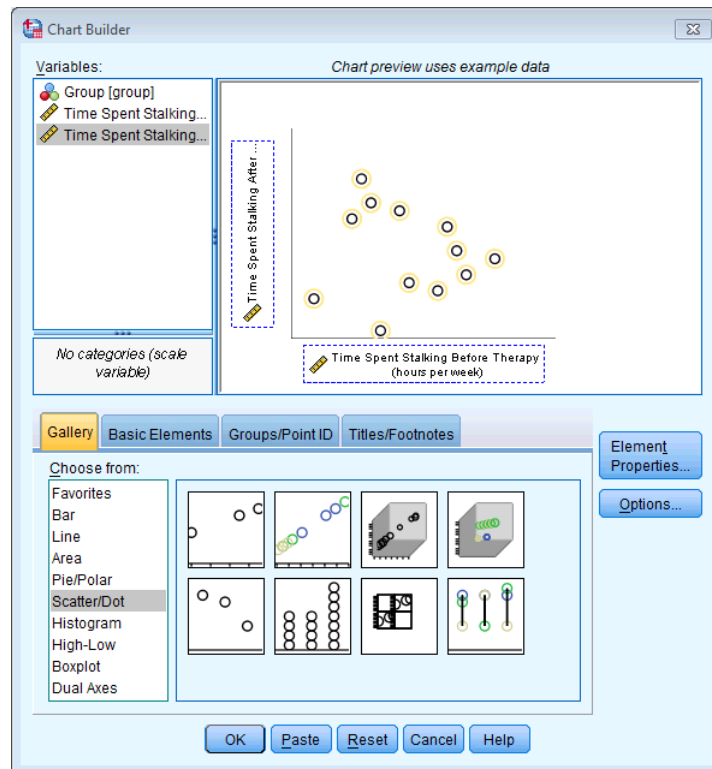 Chart Builder
Variables:
Chart preview uses example data
Group [group]
Time Spent Stalking...
Time Spent Stalking...
Time Spent Stalking After ...
Time Spent Stalking Before Therapy
(hours per week)
No categories (scale
variable)
Gallery
Basic Elements
Groups/Point ID
Titles/Footnotes
Choose from:
Favorites
Bar
Line
Area
Pie/Polar
Scatter/Dot
Histogram
High-Low
Boxplot
Dual Axes
Element
Properties...
Options...
OK
Paste
Reset
Cancel
Help